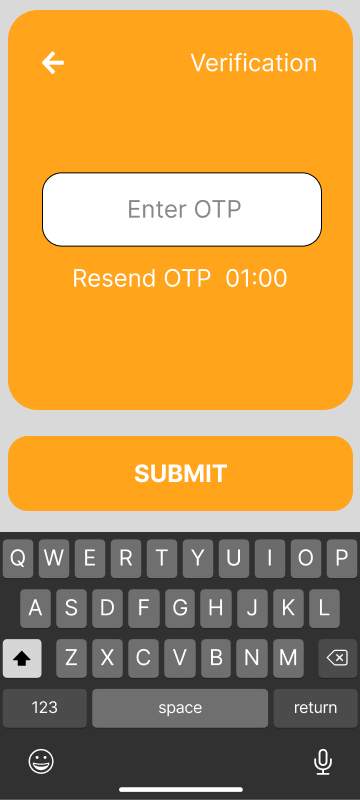 Verification
Enter OTP
Resend OTP 01:00
SUBMIT
Q W E R T Y U I O P
A S D F G H J K L
Z X C V B N M
123 space return